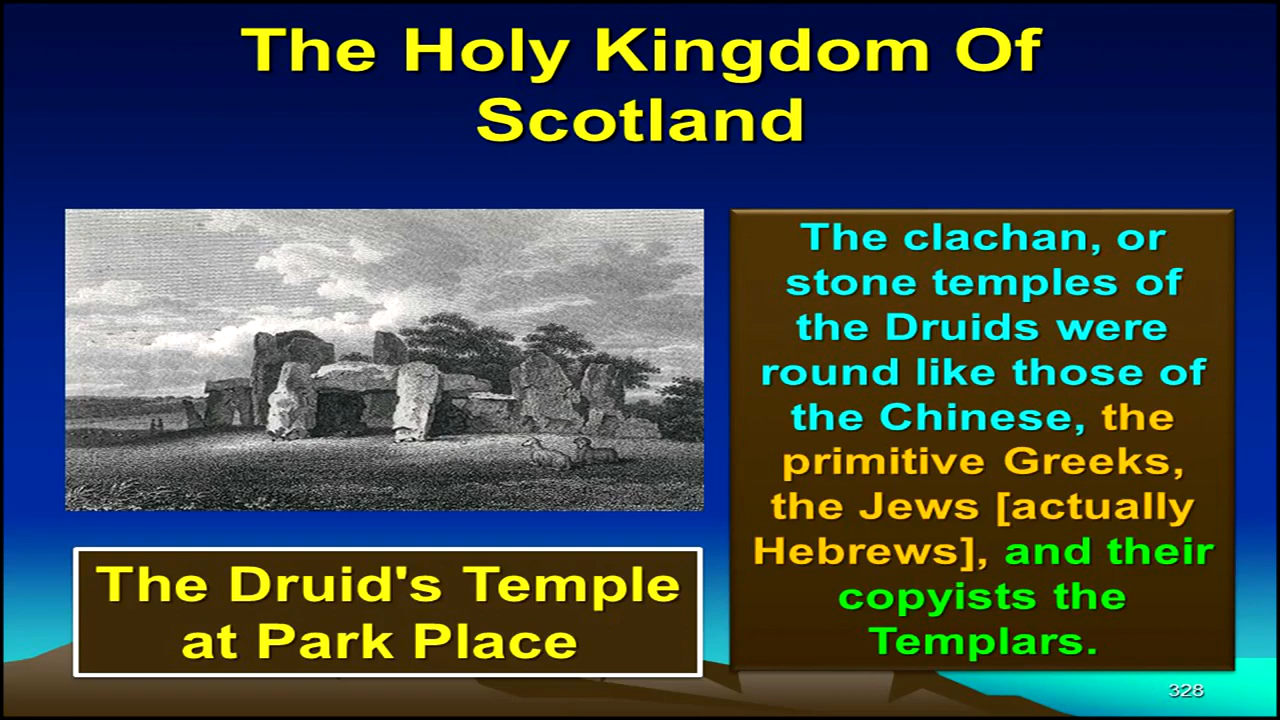 The Holy Kingdom Of
Scotland
The clachan, or
stone temples of
the Druids were
round like those of
the Chinese, the
primitive Greeks,
the Jews [actually
Hebrews], and their
copyists the
Templars.
The Druid's Temple
at Park Place
328